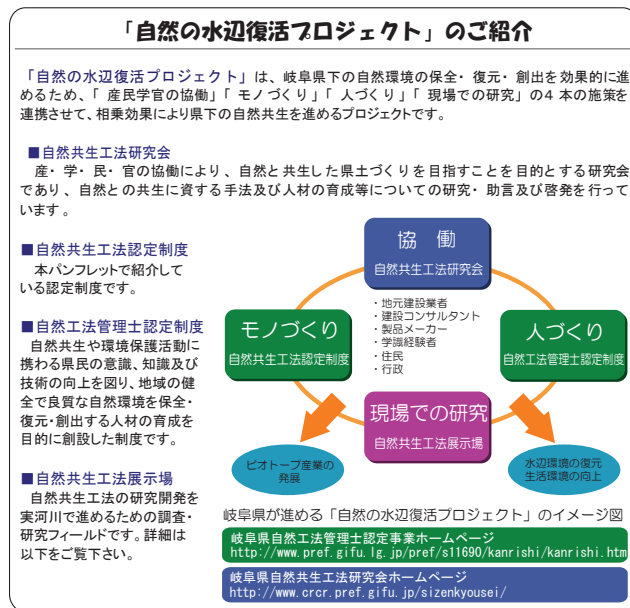 「自然の水辺復活プロジェクト」のご紹介
「自然の水辺復活プロジェクト」は、岐阜県下の自然環境の保全・復元・創出を効果的に進
めるため、「産民学官の協働」「モノづくり」「人づくり」「現場での研究」の4本の施策を
連携させて、相乗効果により県下の自然共生を進めるプロジェクトです。
■自然共生工法研究会
産・学・民・官の協働により、自然と共生した県土づくりを目指すことを目的とする研究会
であり、自然との共生に資する手法及び人材の育成等についての研究・助言及び啓発を行って
います。
■自然共生工法認定制度
本パンフレットで紹介して
いる認定制度です。
■自然工法管理士認定制度
自然共生や環境保護活動に
携わる県民の意識、知識及び
技術の向上を図り、地域の健
全で良質な自然環境を保全・
復元・創出する人材の育成を
目的に創設した制度です。
■自然共生工法展示場
自然共生工法の研究開発を
実河川で進めるための調査・
研究フィールドです。詳細は
以下をご覧下さい。
協 働
自然共生工法研究会
・地元建設業者
・建設コンサルタント
・製品メーカー
・学識経験者
・住民
・行政
モノづくり
自然共生工法認定制度
人づくり
自然工法管理士認定制度
現場での研究
自然共生工法展示場
ビオトープ産業の
発展
水辺環境の復元
生活環境の向上
岐阜県が進める「自然の水辺復活プロジェクト」のイメージ図
岐阜県自然工法管理士認定事業ホームページ
http://www.pref.gifu.lg.jp/pref/s11690/kanrishi/kanrishi.htm
岐阜県自然共生工法研究会ホームページ
http://www.crcr.pref.gifu.jp/sizenkyousei/